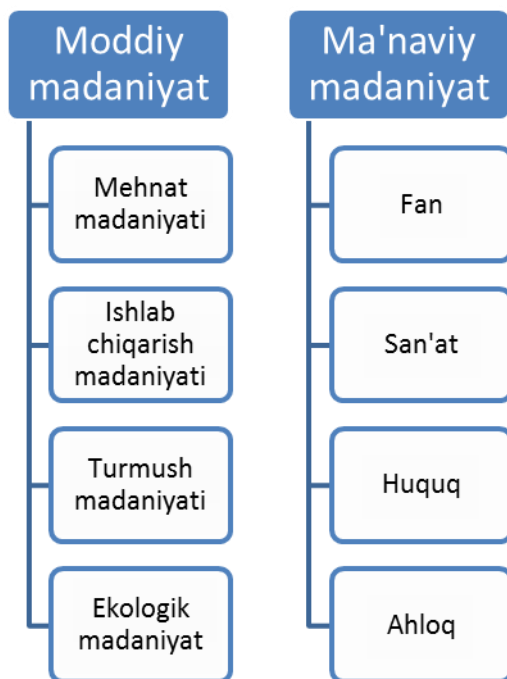 Moddiy
madaniyat
Mehnat
madaniyati
Ishlab
chiqarish
madaniyati
Turmush
madaniyati
Ekologik
madaniyat
Ma'naviy
madaniyat
Fan
San'at
Huquq
Ahloq